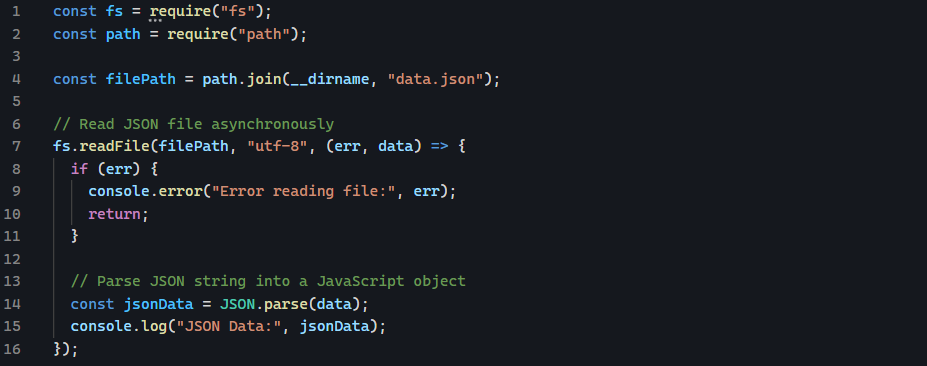 1 const fs = require("fs");
2 const path = require("path");
3
4 const filePath = path.join(__dirname, "data.json");
5
6 // Read JSON file asynchronously
7 fs.readFile(filePath, "utf-8", (err, data) => {
8   if (err) {
9     console.error("Error reading file:", err);
10     return;
11   }
12
13   // Parse JSON string into a JavaScript object
14   const jsonData = JSON.parse(data);
15   console.log("JSON Data:", jsonData);
16 });